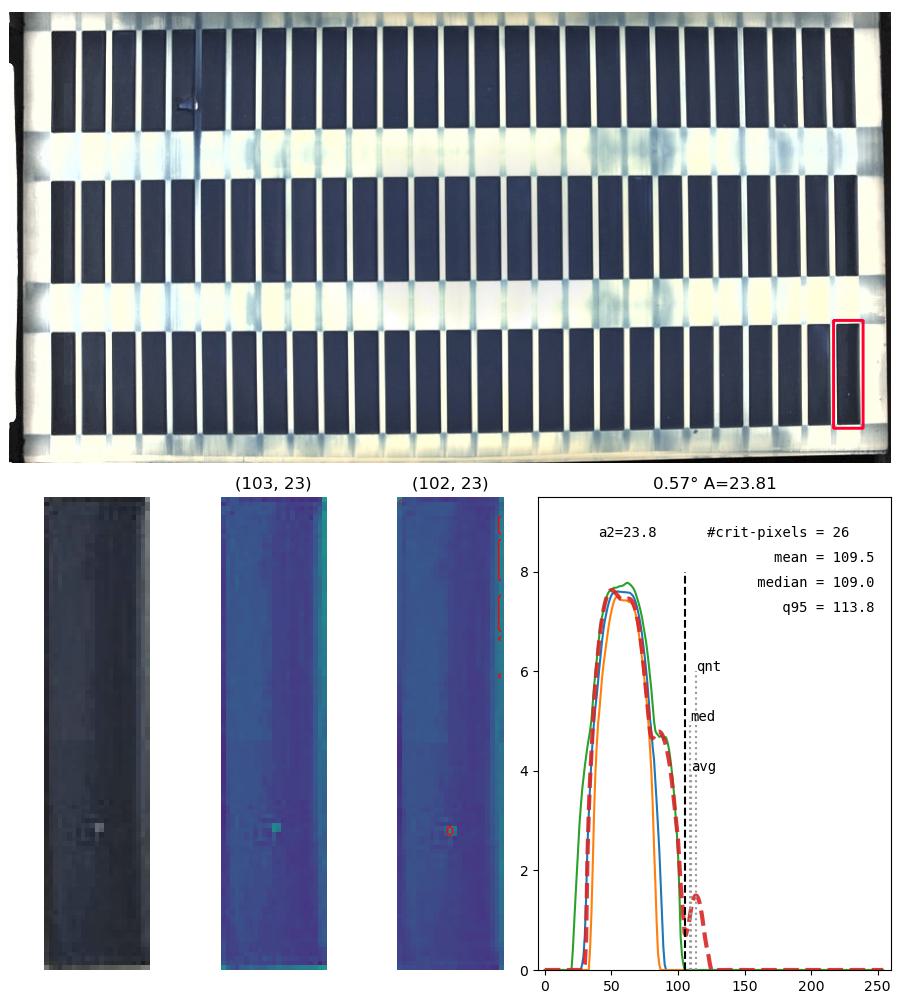 (103, 23)
(102, 23)
0.57° A=23.81
a2=23.8
#crit-pixels = 26
mean = 109.5
median = 109.0
q95 = 113.8
qnt
med
avg
8
6
4
2
0
0 50 100 150 200 250